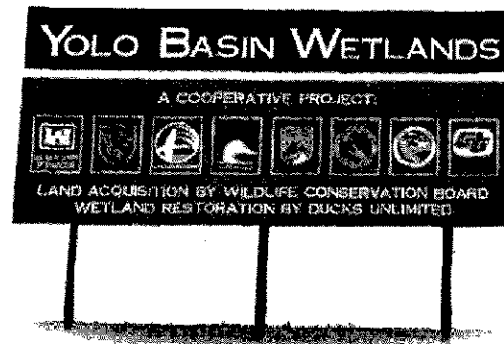 YOLO BASIN WETLANDS
A COOPERATIVE PROJECT:
LAND ACQUISITION BY WILDLIFE CONSERVATION BOARD
WETLAND RESTORATION BY DUCKS UNLIMITED